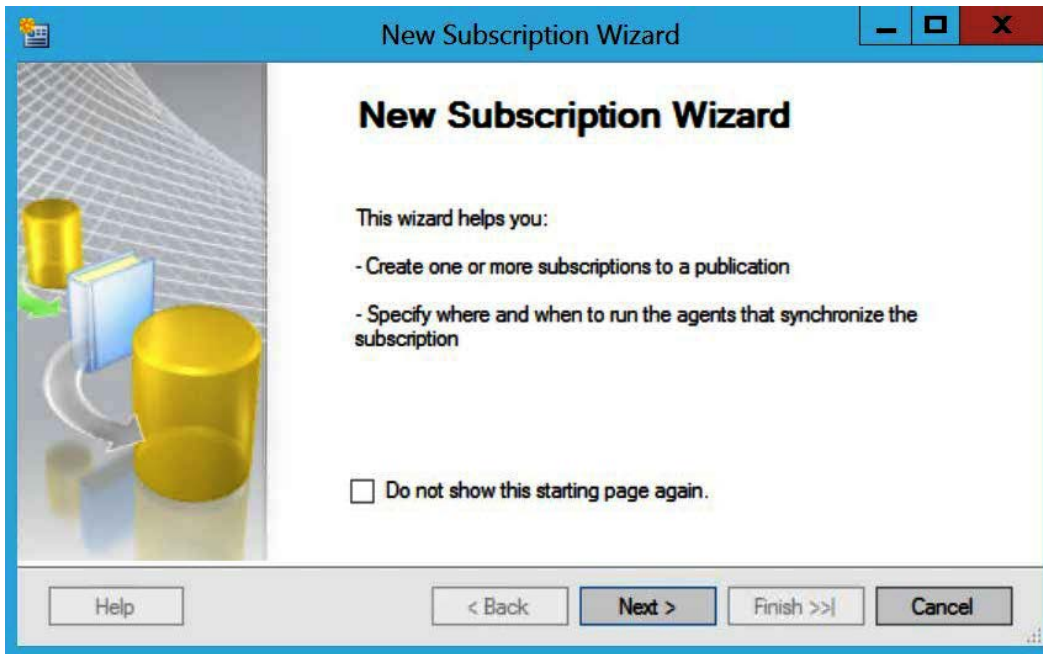 New Subscription Wizard
New Subscription Wizard
This wizard helps you:
- Create one or more subscriptions to a publication
- Specify where and when to run the agents that synchronize the
subscription
Do not show this starting page again.
Help
< Back
Next >
Finish >>|
Cancel